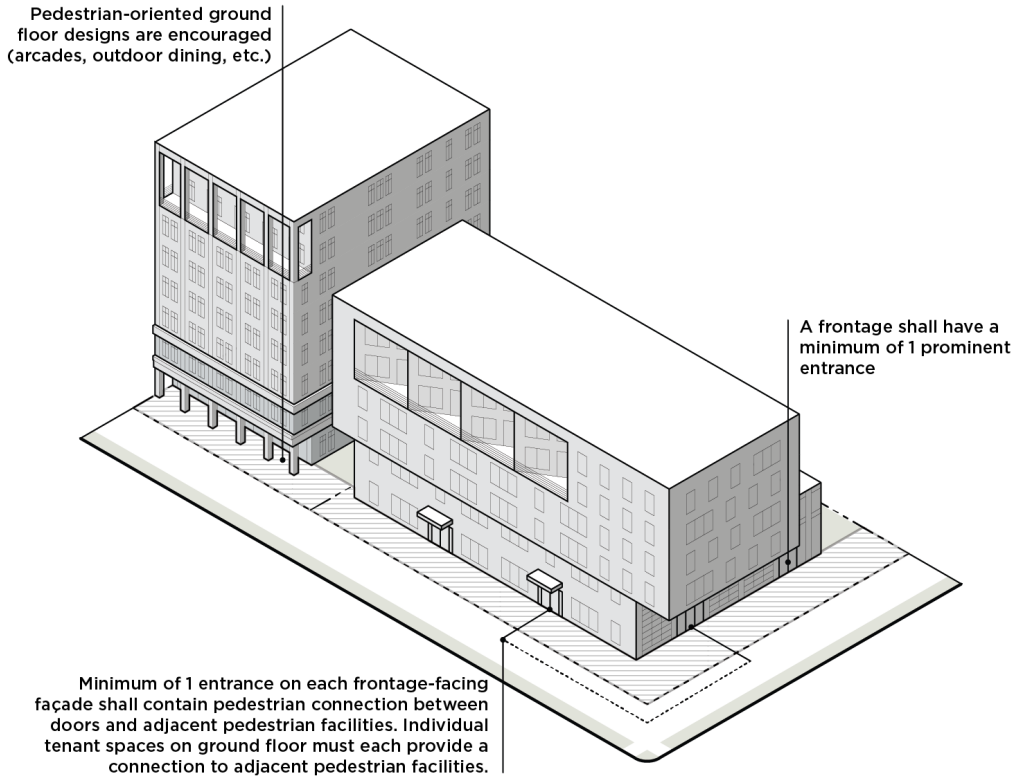 Pedestrian-oriented ground
floor designs are encouraged
(arcades, outdoor dining, etc.)
A frontage shall have a
minimum of 1 prominent
entrance
Minimum of 1 entrance on each frontage-facing
façade shall contain pedestrian connection between
doors and adjacent pedestrian facilities. Individual
tenant spaces on ground floor must each provide a
connection to adjacent pedestrian facilities.